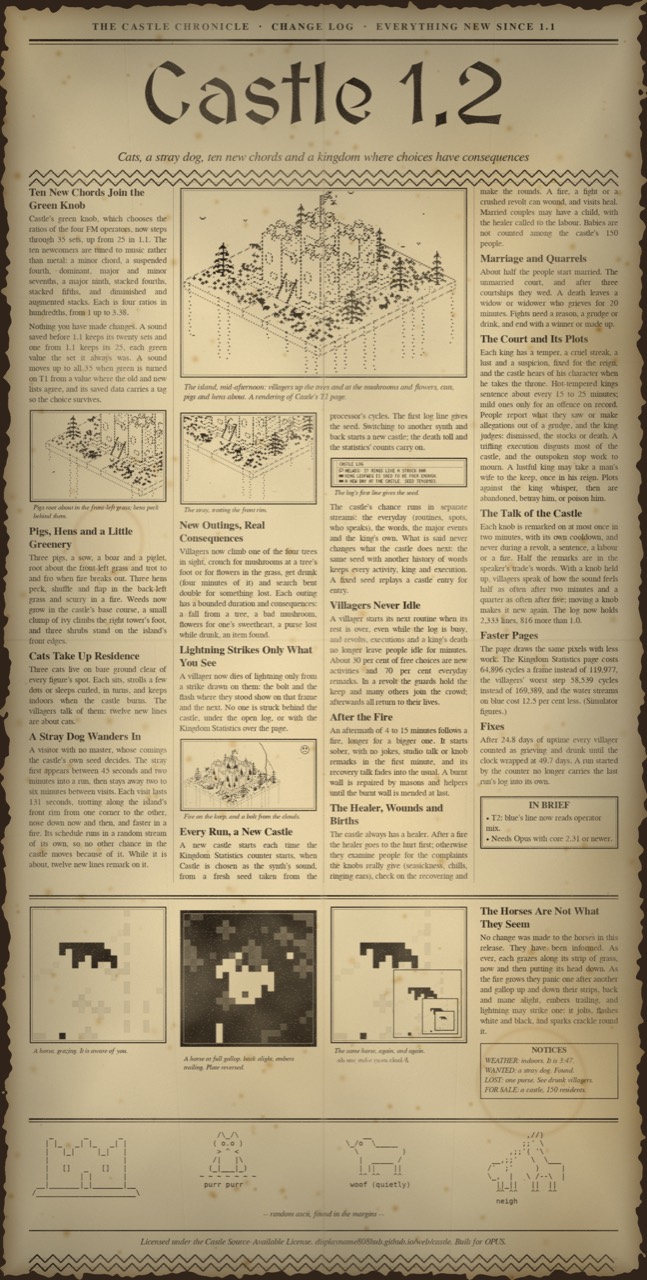 THE CASTLE CHRONICLE · CHANGE LOG · EVERYTHING NEW SINCE 1.1
Castle 1.2
Cats, a stray dog, ten new chords and a kingdom where choices have consequences
Ten New Chords Join the
Green Knob
Castle's green knob, which chooses the
ratios of the four FM operators, now steps
through 35 sets, up from 25 in 1.1. The
ten newcomers are tuned to music rather
than metal: a minor chord, a suspended
fourth, dominant, major and minor
sevenths, a major ninth, stacked fourths,
stacked fifths, and diminished and
augmented stacks. Each is four ratios in
hundredths, from 1 up to 3.38.
Nothing you have made changes. A sound
saved before 1.1 keeps its twenty sets and
one from 1.1 keeps its 25, each green
value the set it always was. A sound
moves up to all 35 when green is turned
on T1 from a value where the old and new
lists agree, and its saved data carries a tag
so the choice survives.
Pigs root about in the front-left grass; hens peck
behind them.
Pigs, Hens and a Little
Greenery
Three pigs, a sow, a boar and a piglet,
root about the front-left grass and trot to
and fro when fire breaks out. Three hens
peck, shuffle and flap in the back-left
grass and scurry in a fire. Weeds now
grow in the castle's base course, a small
clump of ivy climbs the right tower's foot,
and three shrubs stand on the island's
front edges.
Cats Take Up Residence
Three cats live on bare ground clear of
every figure's spot. Each sits, strolls a few
dots or sleeps curled, in turns, and keeps
indoors when the castle burns. The
villagers talk of them: twelve new lines
are about cats.
A Stray Dog Wanders In
A visitor with no master, whose comings
the castle's own seed decides. The stray
first appears between 45 seconds and two
minutes into a run, then stays away two to
six minutes between visits. Each visit lasts
131 seconds, trotting along the island's
front rim from one corner to the other,
nose down now and then, and faster in a
fire. Its schedule runs in a random stream
of its own, so no other chance in the
castle moves because of it. While it is
about, twelve new lines remark on it.
The island, mid-afternoon: villagers up the trees and at the mushrooms and flowers, cats,
pigs and hens about. A rendering of Castle's T1 page.
The stray, trotting the front rim.
New Outings, Real
Consequences
Villagers now climb one of the four trees
in sight, crouch for mushrooms at a tree's
foot or for flowers in the grass, get drunk
(four minutes of it) and search bent
double for something lost. Each outing
has a bounded duration and consequences:
a fall from a tree, a bad mushroom,
flowers for one's sweetheart, a purse lost
while drunk, an item found.
Lightning Strikes Only What
You See
A villager now dies of lightning only from
a strike drawn on them: the bolt and the
flash where they stood show on that frame
and the next. No one is struck behind the
castle, under the open log, or with the
Kingdom Statistics over the page.
Fire on the keep, and a bolt from the clouds.
Every Run, a New Castle
A new castle starts each time the
Kingdom Statistics counter starts, when
Castle is chosen as the synth's sound,
from a fresh seed taken from the
processor's cycles. The first log line gives
the seed. Switching to another synth and
back starts a new castle; the death toll and
the statistics' counts carry on.
CASTLE LOG
The log's first line gives the seed.
The castle's chance runs in separate
streams: the everyday (routines, spots,
who speaks), the words, the major events
and the king's own. What is said never
changes what the castle does next: the
same seed with another history of words
keeps every activity, king and execution.
A fixed seed replays a castle entry for
entry.
Villagers Never Idle
A villager starts its next routine when its
rest is over, even while the log is busy,
and revolts, executions and a king's death
no longer leave people idle for minutes.
About 30 per cent of free choices are new
activities and 70 per cent everyday
remarks. In a revolt the guards hold the
keep and many others join the crowd;
afterwards all return to their lives.
After the Fire
An aftermath of 4 to 15 minutes follows a
fire, longer for a bigger one. It starts
sober, with no jokes, studio talk or knob
remarks in the first minute, and its
recovery talk fades into the usual. A burnt
wall is repaired by masons and helpers
until the burnt wall is mended at last.
The Healer, Wounds and
Births
The castle always has a healer. After a fire
the healer goes to the hurt first; otherwise
they examine people for the complaints
the knobs really give (seasickness, chills,
ringing ears), check on the recovering and
make the rounds. A fire, a fight or a
crushed revolt can wound, and visits heal.
Married couples may have a child, with
the healer called to the labour. Babies are
not counted among the castle's 150
people.
Marriage and Quarrels
About half the people start married. The
unmarried court, and after three
courtships they wed. A death leaves a
widow or widower who grieves for 20
minutes. Fights need a reason, a grudge or
drink, and end with a winner or made up.
The Court and Its Plots
Each king has a temper, a cruel streak, a
lust and a suspicion, fixed for the reign,
and the castle hears of his character when
he takes the throne. Hot-tempered kings
sentence about every 15 to 25 minutes;
mild ones only for an offence on record.
People report what they saw or make
allegations out of a grudge, and the king
judges: dismissed, the stocks or death. A
trifling execution disgusts most of the
castle, and the outspoken stop work to
mourn. A lustful king may take a man's
wife to the keep, once in his reign. Plots
against the king whisper, then are
abandoned, betray him, or poison him.
The Talk of the Castle
Each knob is remarked on at most once in
two minutes, with its own cooldown, and
never during a revolt, a sentence, a labour
or a fire. Half the remarks are in the
speaker's trade's words. With a knob held
up, villagers speak of how the sound feels
half as often after two minutes and a
quarter as often after five; moving a knob
makes it new again. The log now holds
2,333 lines, 816 more than 1.0.
Faster Pages
The page draws the same pixels with less
work: The Kingdom Statistics page costs
64,896 cycles a frame instead of 119,977,
the villagers' worst step 58,539 cycles
instead of 169,389, and the water streams
on blue cost 12.5 per cent less. (Simulator
figures.)
Fixes
After 24.8 days of uptime every villager
counted as grieving and drunk until the
clock wrapped at 49.7 days. A run started
by the counter no longer carries the last
run's log into its own.
IN BRIEF
• T2: blue's line now reads operator
mix.
• Needs Opus with core 2.31 or newer.
A horse, grazing. It is aware of you.
A horse at full gallop, back alight, embers
trailing. Plate reversed.
The same horse, again, and again.
The Horses Are Not What
They Seem
No change was made to the horses in this
release. They have been informed. As
ever, each grazes along its strip of grass,
now and then putting its head down. As
the fire grows they panic one after another
and gallop up and down their strips, back
and mane alight, embers trailing, and
lightning may strike one: it jolts, flashes
white and black, and sparks crackle round
it.
NOTICES
WEATHER: indoors. It is 3:47.
WANTED: a stray dog. Found.
LOST: one purse. See drunk villagers.
FOR SALE: a castle, 150 residents.
purr purr
woof (quietly)
neigh
-- random ascii, found in the margins --
Licensed under the Castle Source-Available License. displayname808hub.github.io/web/castle. Built for OPUS.